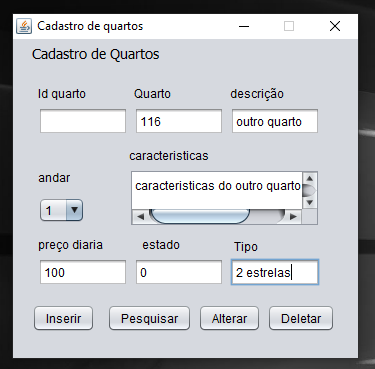 Cadastro de quartos
Cadastro de Quartos
Id quarto Quarto descrição
116 outro quarto
caracteristicas
andar
caracteristicas do outro quarto
1
preço diaria estado Tipo
100 0 2 estrelas
Inserir Pesquisar Alterar Deletar